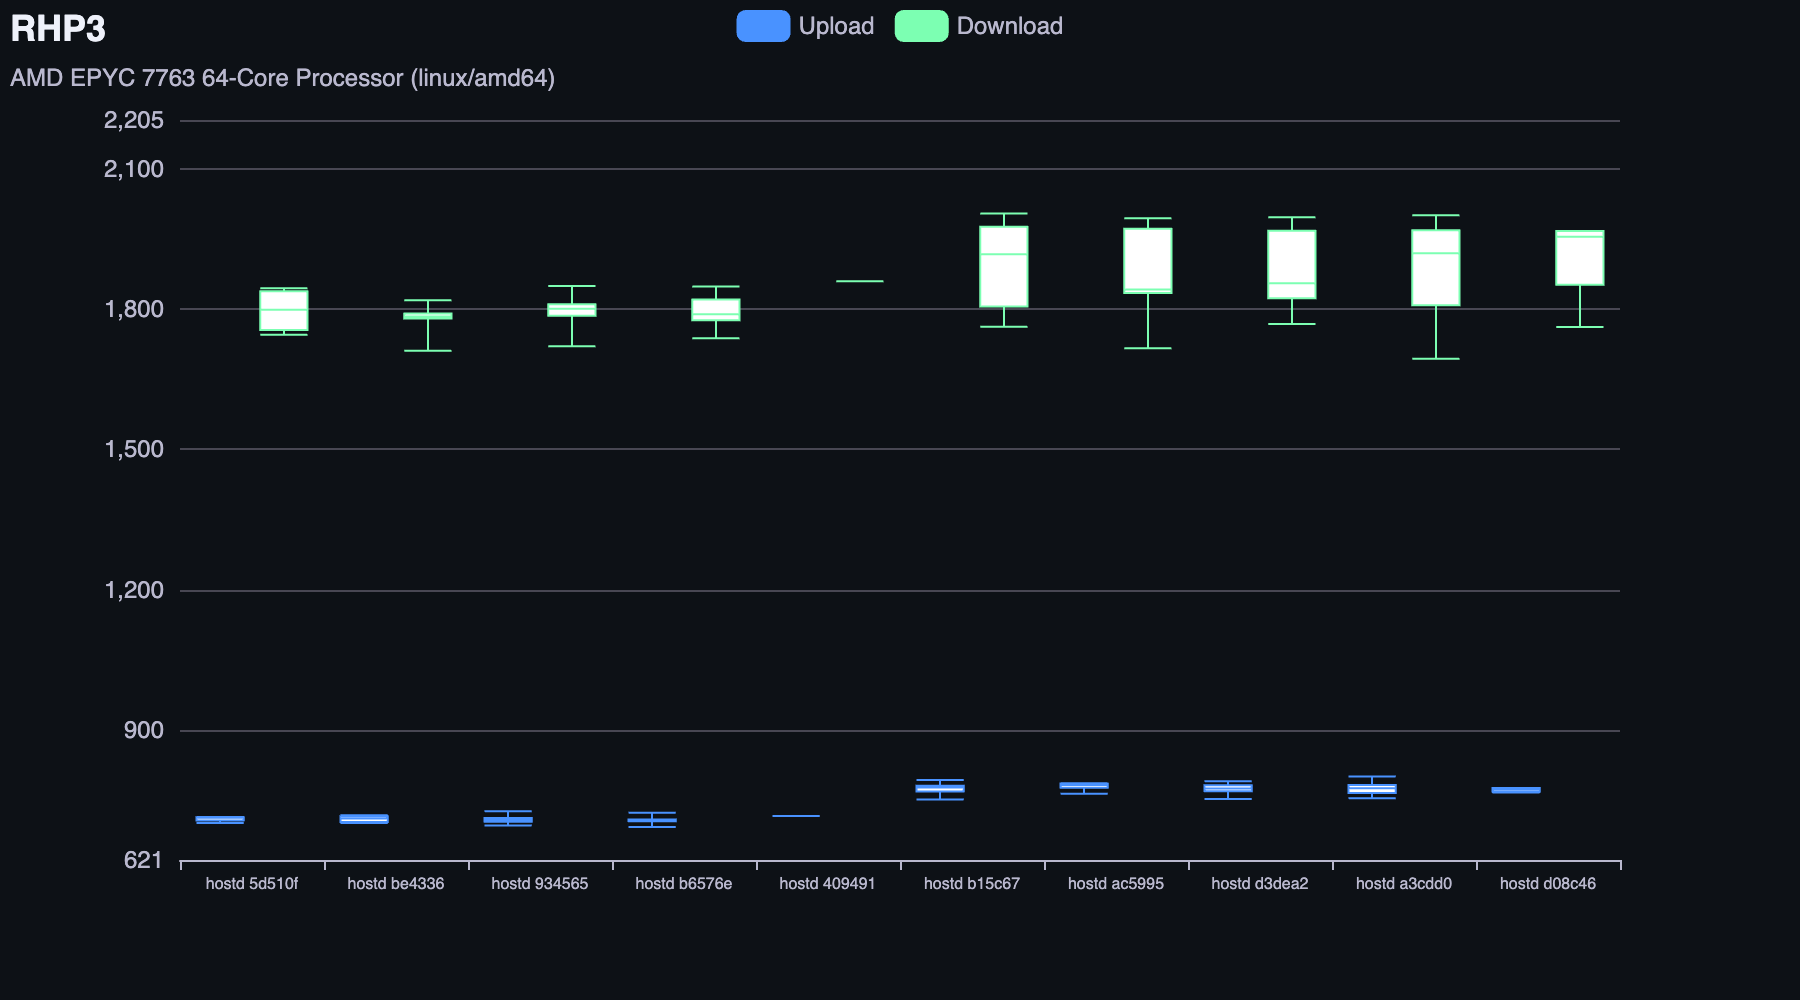 RHP3
Upload
Download
AMD EPYC 7763 64-Core Processor (linux/amd64)
2,205
2,100
1,800
1,500
1,200
900
621
hostd 5d510f
hostd be4336
hostd 934565
hostd b6576e
hostd 409491
hostd b15c67
hostd ac5995
hostd d3dea2
hostd a3cdd0
hostd d08c46